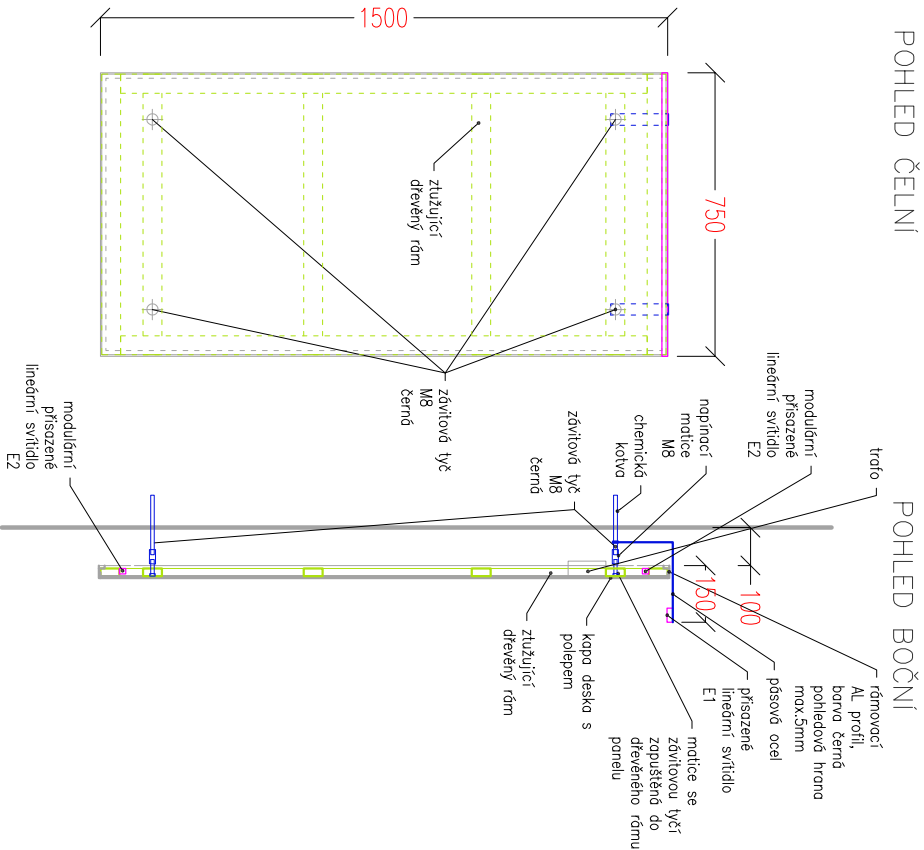 POHLED ČELNÍ
1500
750
ztužující
dřevěný rám
závitová tyč
M8
černá
POHLED BOČNÍ
trafo
modulární
přisazené
lineární svítidlo
E2
napínací
matice
M8
chemická
kotva
závitová tyč
M8
černá
modulární
přisazené
lineární svítidlo
E2
100
150
rámovací
AL profil,
barva černá
pohledová hrana
max.5mm
pásová ocel
přisazené
lineární svítidlo
E1
matice se
závitovou tyčí
zapuštěná do
dřevěného rámu
panelu
kapa deska s
polepem
ztužující
dřevěný rám